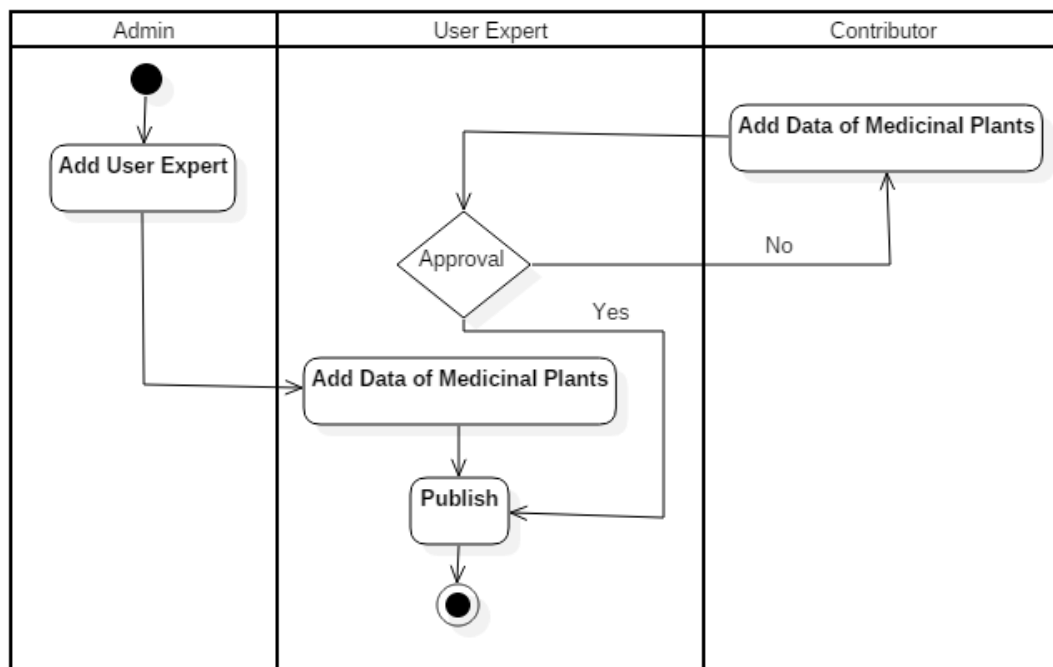 Admin
User Expert
Contributor
Add User Expert
Add Data of Medicinal Plants
Approval
No
Yes
Add Data of Medicinal Plants
Publish